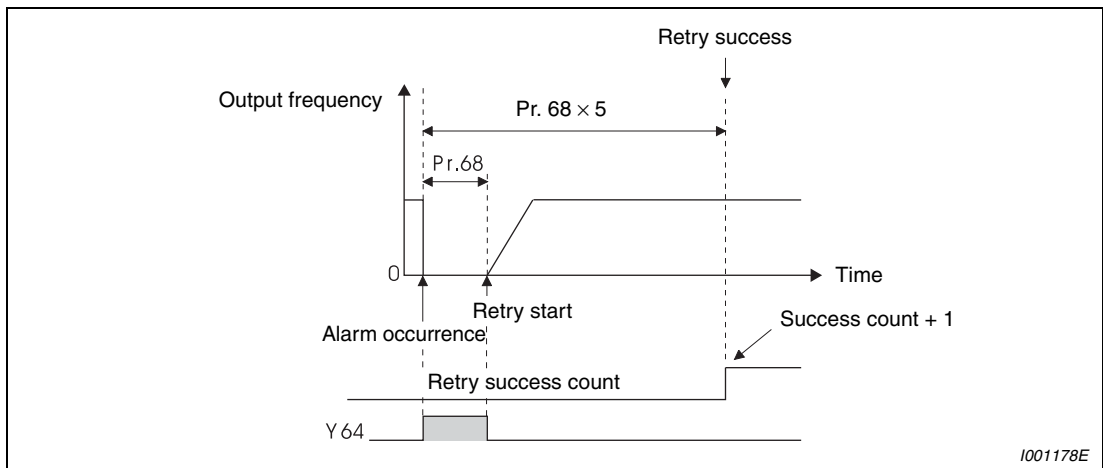 Retry success
Output frequency
Pr. 68 × 5
Pr.68
0
Time
Retry start
Success count + 1
Alarm occurrence
Retry success count
Y64
I001178E